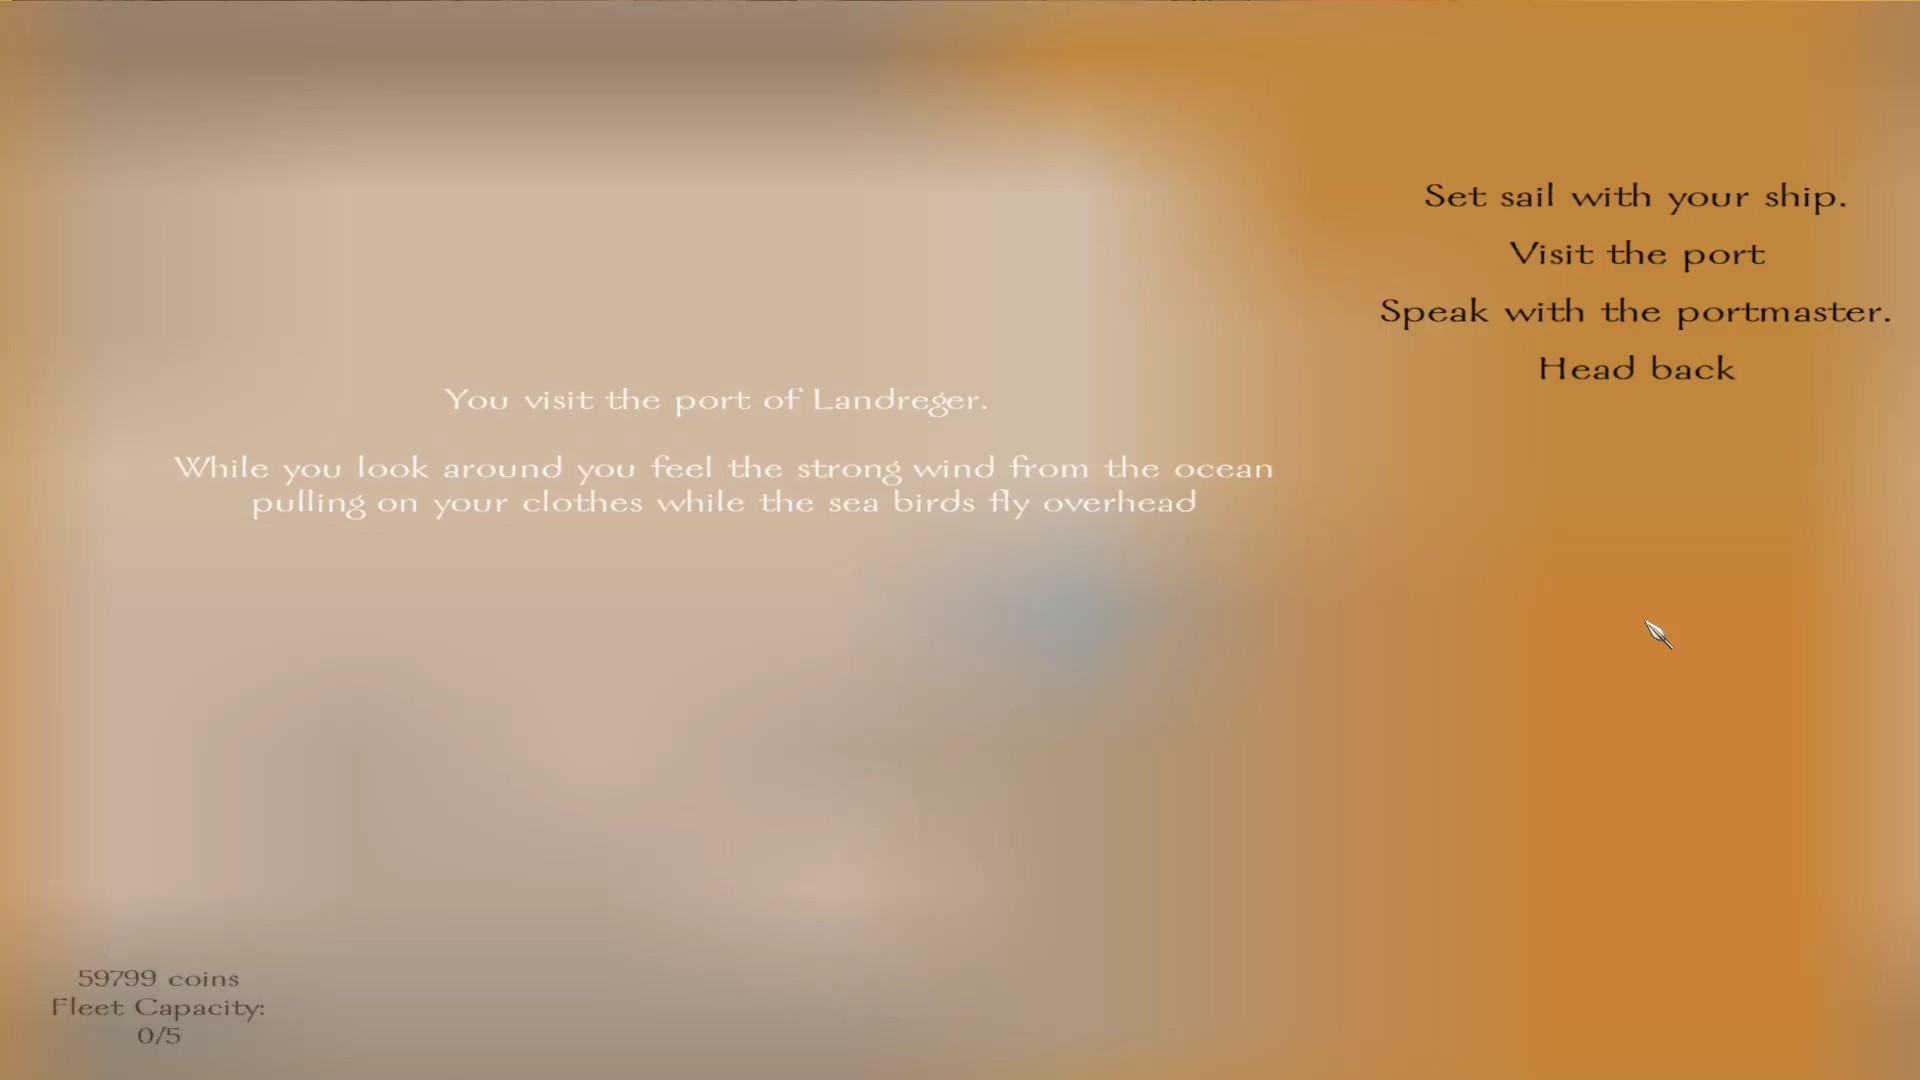 Set sail with your ship.
Visit the port
Speak with the portmaster.
Head back
You visit the port of Landreger.
While you look around you feel the strong wind from the ocean
pulling on your clothes while the sea birds fly overhead
59799 coins
Fleet Capacity:
0/5